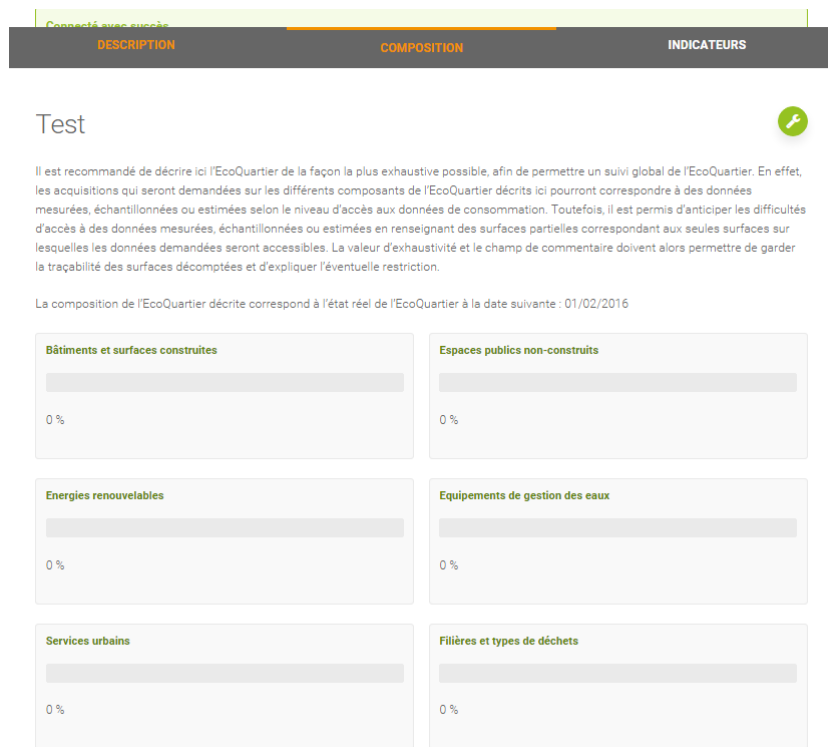 Connecté avec succès
DESCRIPTION
COMPOSITION
INDICATEURS
Test
Il est recommandé de décrire ici l'EcoQuartier de la façon la plus exhaustive possible, afin de permettre un suivi global de l'EcoQuartier. En effet,
les acquisitions qui seront demandées sur les différents composants de l'EcoQuartier décrits ici pourront correspondre à des données
mesurées, échantillonnées ou estimées selon le niveau d'accès aux données de consommation. Toutefois, il est permis d'anticiper les difficultés
d'accès à des données mesurées, échantillonnées ou estimées en renseignant des surfaces partielles correspondant aux seules surfaces sur
lesquelles les données demandées seront accessibles. La valeur d'exhaustivité et le champ de commentaire doivent alors permettre de garder
la traçabilité des surfaces décomptées et d'expliquer l'éventuelle restriction.
La composition de l'EcoQuartier décrite correspond à l'état réel de l'EcoQuartier à la date suivante : 01/02/2016
Bâtiments et surfaces construites
0 %
Espaces publics non-construits
0 %
Energies renouvelables
0 %
Equipements de gestion des eaux
0 %
Services urbains
0 %
Filières et types de déchets
0 %